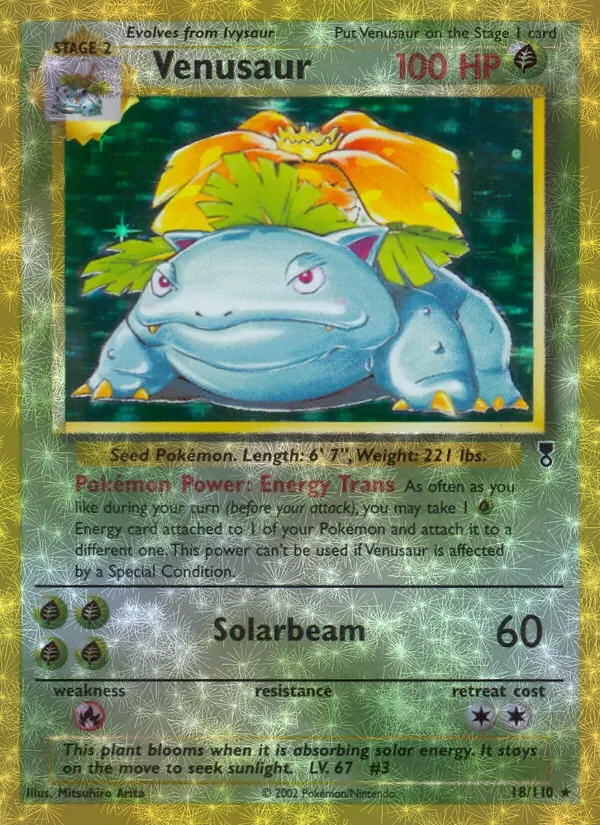 Evolves from Ivysaur Put Venusaur on the Stage 1 card
STAGE 2
Venusaur 100 HP
Seed Pokémon. Length: 6' 7", Weight: 221 lbs.
Pokémon Power: Energy Trans As often as you
like during your turn (before your attack), you may take 1
Energy card attached to 1 of your Pokémon and attach it to a
different one. This power can't be used if Venusaur is affected
by a Special Condition.
Solarbeam 60
weakness resistance retreat cost
This plant blooms when it is absorbing solar energy. It stays
on the move to seek sunlight. LV. 67 #3
Illus. Mitsuhiro Arita © 2002 Pokémon/Nintendo 18/110 ★